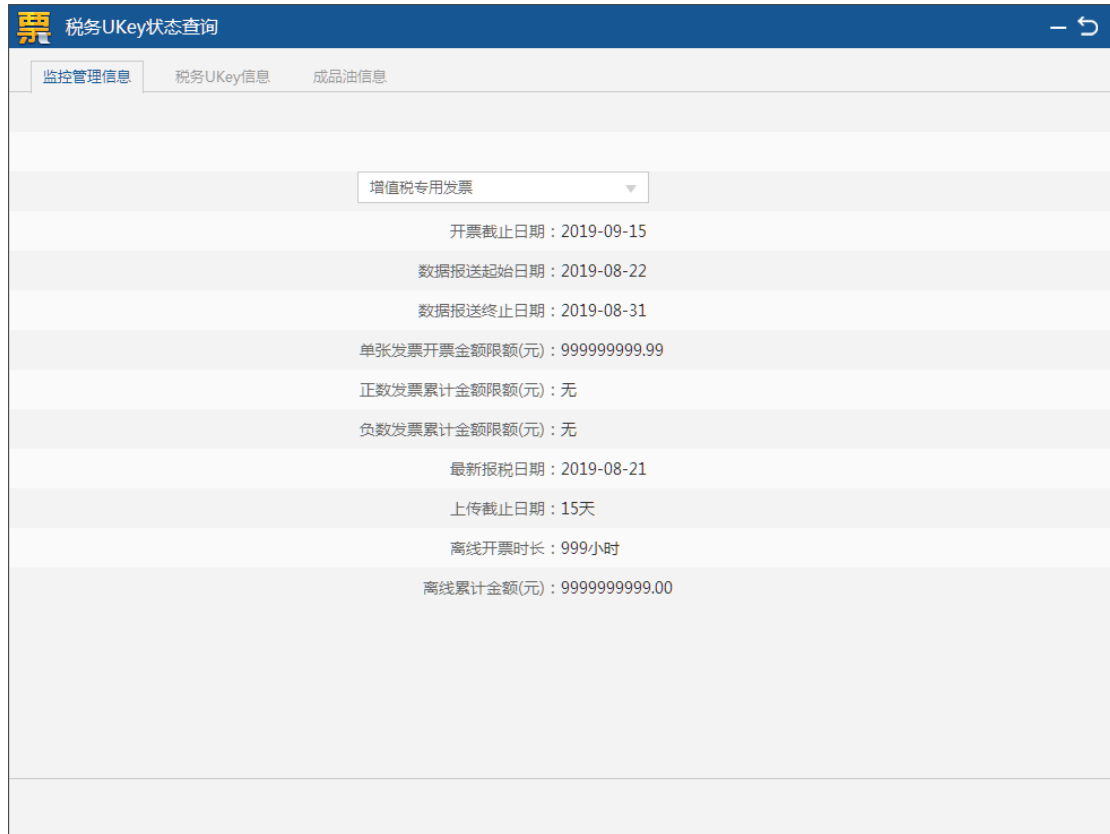 票 税务UKey状态查询
监控管理信息 税务UKey信息 成品油信息
增值税专用发票
开票截止日期：2019-09-15
数据报送起始日期：2019-08-22
数据报送终止日期：2019-08-31
单张发票开票金额限额(元)：999999999.99
正数发票累计金额限额(元)：无
负数发票累计金额限额(元)：无
最新报税日期：2019-08-21
上传截止日期：15天
离线开票时长：999小时
离线累计金额(元)：9999999999.00